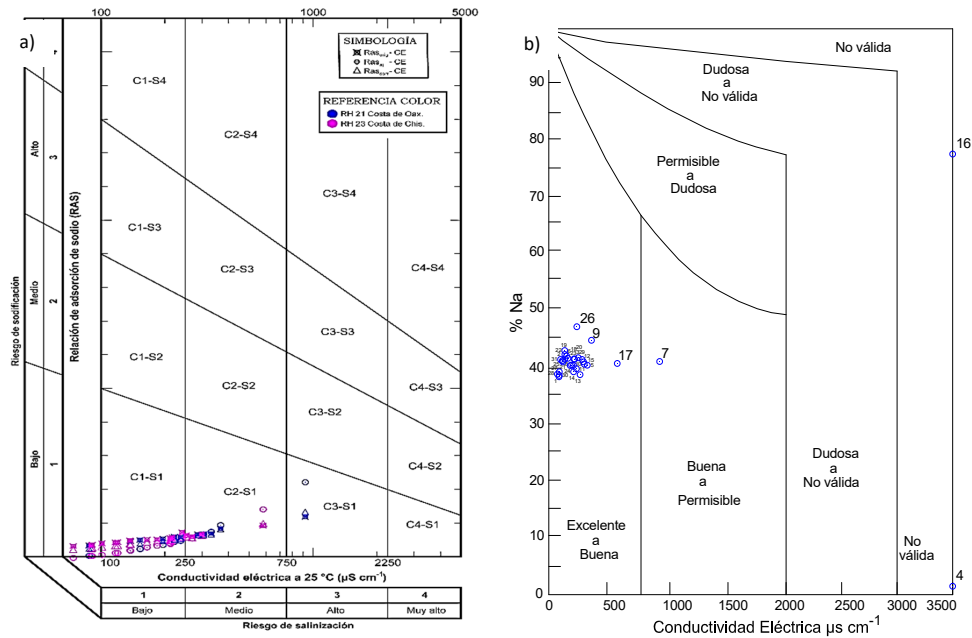 a)
100
1000
5000
SIMBOLOGÍA
- CE
- CE
- CE
REFERENCIA COLOR
RH 21 Costa de Oax.
RH 23 Costa de Chis.
C1-S4
C2-S4
C3-S4
C4-S4
C1-S3
C2-S3
C3-S3
C4-S3
C1-S2
C2-S2
C3-S2
C4-S2
C1-S1
C2-S1
C3-S1
C4-S1
Riesgo de sodificación
Alto
Medio
Bajo
3
2
1
Relación de adsorción de sodio (RAS)
100
250
750
2250
Conductividad eléctrica a 25 °C (µS cm⁻¹)
1
2
3
4
Bajo
Medio
Alto
Muy alto
Riesgo de salinización
b)
No válida
Dudosa
a
No válida
Permisible
a
Dudosa
Excelente
a
Buena
Buena
a
Permisible
Dudosa
a
No válida
No
válida
16
26
9
17
7
4
% Na
90
80
70
60
50
40
30
20
10
0
0
500
1000
1500
2000
2500
3000
3500
Conductividad Eléctrica µs cm⁻¹